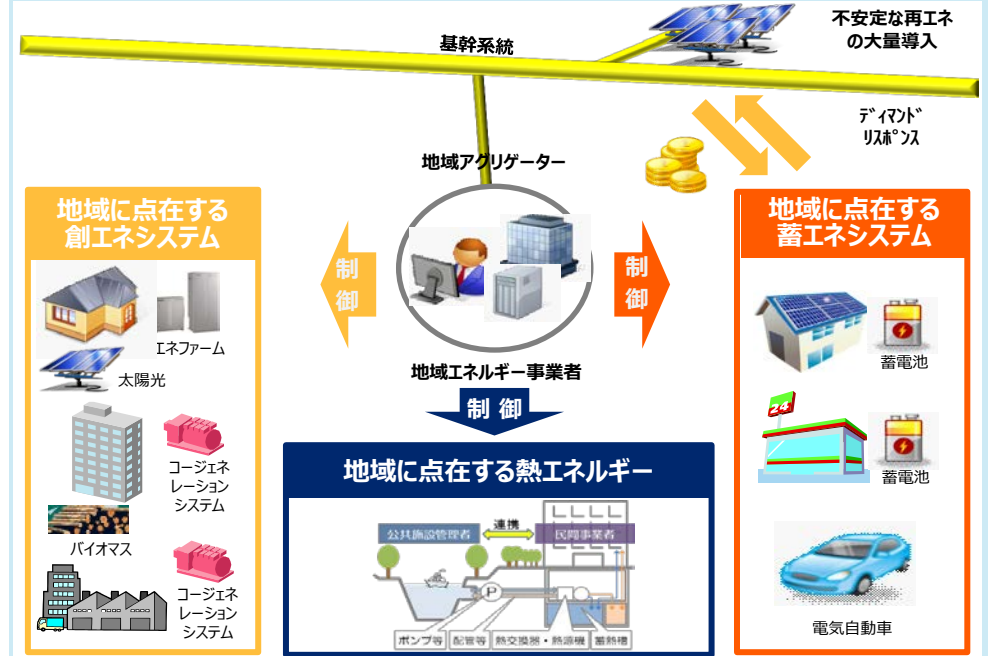 不安定な再エネ
の大量導入
基幹系統
ディマンド
リスポンス
地域アグリゲーター
地域に点在する
創エネシステム
エネファーム
太陽光
コージェネ
レーション
システム
バイオマス
コージェネ
レーション
システム
制
御
制
御
地域エネルギー事業者
制 御
地域に点在する熱エネルギー
公共施設管理者
連携
民間事業者
P
ポンプ等
配管等
熱交換器・熱源機
蓄熱槽
地域に点在する
蓄エネシステム
蓄電池
24
蓄電池
電気自動車